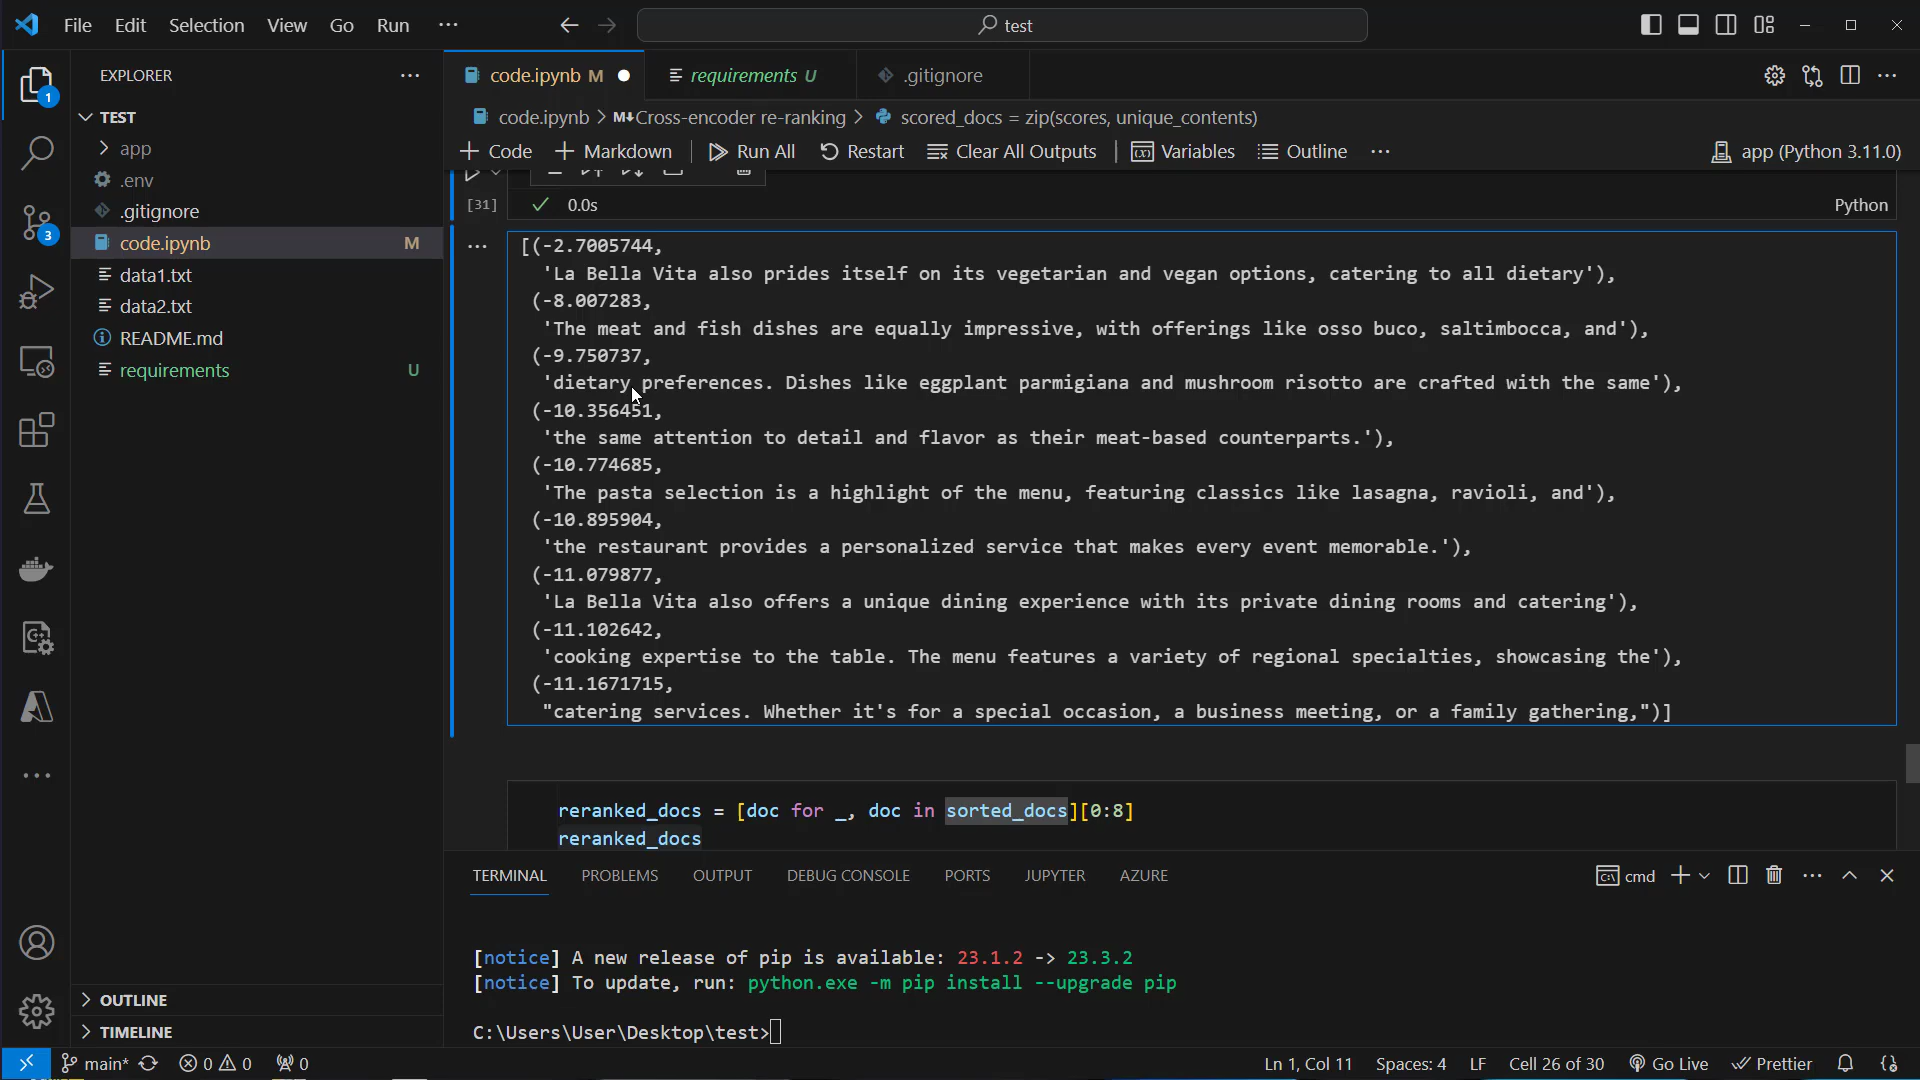 File Edit Selection View Go Run ··· test
EXPLORER
TEST
app
.env
.gitignore
code.ipynb M
data1.txt
data2.txt
README.md
requirements U
OUTLINE
TIMELINE
1
3
code.ipynb M requirements U .gitignore
code.ipynb > M↓Cross-encoder re-ranking > scored_docs = zip(scores, unique_contents)
+ Code + Markdown Run All Restart Clear All Outputs Variables Outline ··· app (Python 3.11.0)
[31] 0.0s Python
[(-2.7005744,
'La Bella Vita also prides itself on its vegetarian and vegan options, catering to all dietary'),
(-8.007283,
'The meat and fish dishes are equally impressive, with offerings like osso buco, saltimbocca, and'),
(-9.750737,
'dietary preferences. Dishes like eggplant parmigiana and mushroom risotto are crafted with the same'),
(-10.356451,
'the same attention to detail and flavor as their meat-based counterparts.'),
(-10.774685,
'The pasta selection is a highlight of the menu, featuring classics like lasagna, ravioli, and'),
(-10.895904,
'the restaurant provides a personalized service that makes every event memorable.'),
(-11.079877,
'La Bella Vita also offers a unique dining experience with its private dining rooms and catering'),
(-11.102642,
'cooking expertise to the table. The menu features a variety of regional specialties, showcasing the'),
(-11.1671715,
"catering services. Whether it's for a special occasion, a business meeting, or a family gathering,")]
reranked_docs = [doc for _, doc in sorted_docs][0:8]
reranked_docs
TERMINAL PROBLEMS OUTPUT DEBUG CONSOLE PORTS JUPYTER AZURE cmd
[notice] A new release of pip is available: 23.1.2 -> 23.3.2
[notice] To update, run: python.exe -m pip install --upgrade pip
C:\Users\User\Desktop\test>
main* 0 0 0 Ln 1, Col 11 Spaces: 4 LF Cell 26 of 30 Go Live Prettier